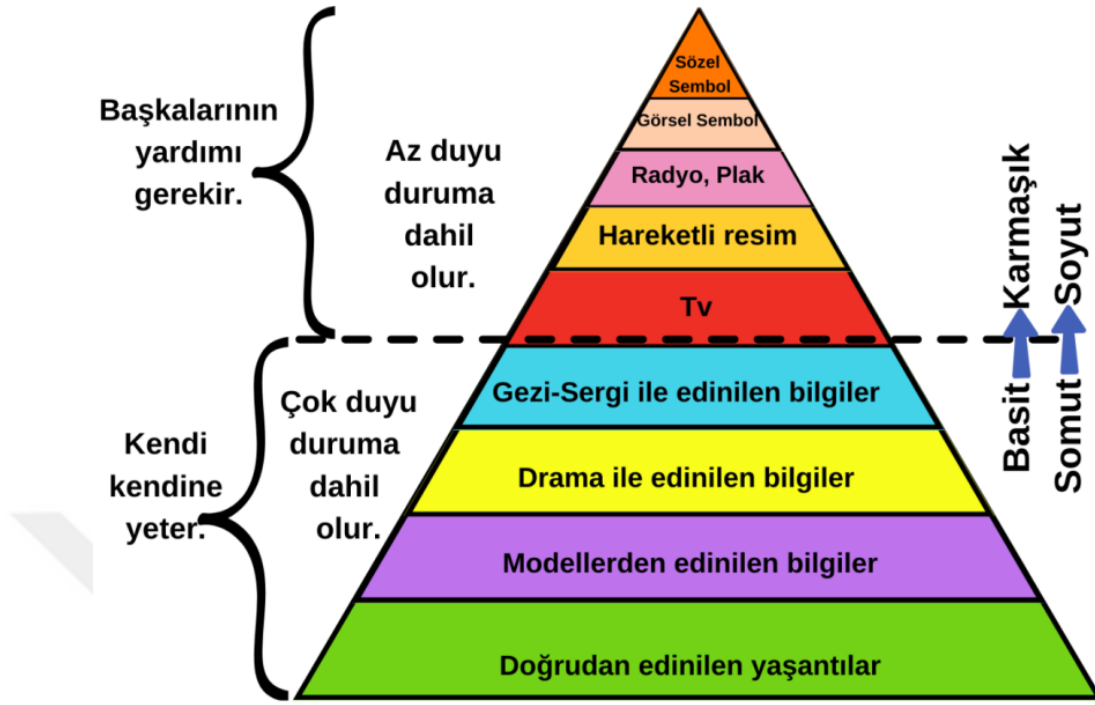 Başkalarının
yardımı
gerekir.
Az duyu
duruma
dahil
olur.
Kendi
kendine
yeter.
Çok duyu
duruma
dahil
olur.
Sözel
Sembol
Görsel Sembol
Radyo, Plak
Hareketli resim
Tv
Gezi-Sergi ile edinilen bilgiler
Drama ile edinilen bilgiler
Modellerden edinilen bilgiler
Doğrudan edinilen yaşantılar
Basit
Karmaşık
Somut
Soyut